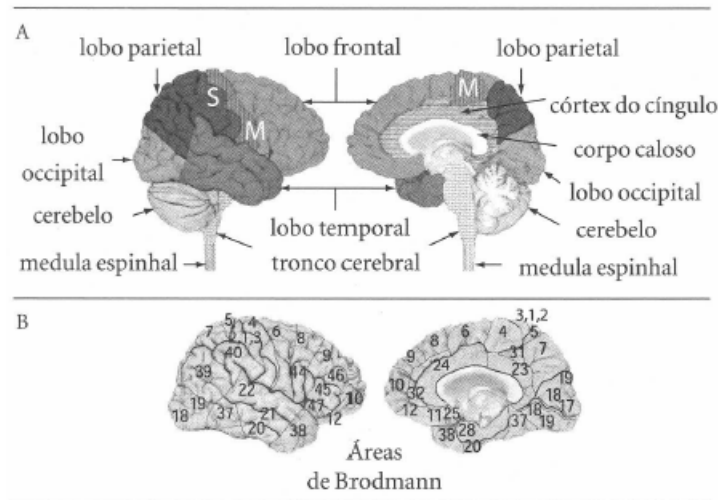 A
lobo parietal
lobo frontal
lobo parietal
S
M
M
córtex do cíngulo
lobo
occipital
corpo caloso
lobo occipital
cerebelo
lobo temporal
cerebelo
medula espinhal
tronco cerebral
medula espinhal
B
5 4 6 8
7 2 1,3
40
9
39 44 46
22 45 10
47
19 37 21 12
18 20 38
3,1,2
4 5
6
8 31 7
9 24 23
10 32 19
12 18
11 25 18 17
38 28 37 19
20
Áreas
de Brodmann